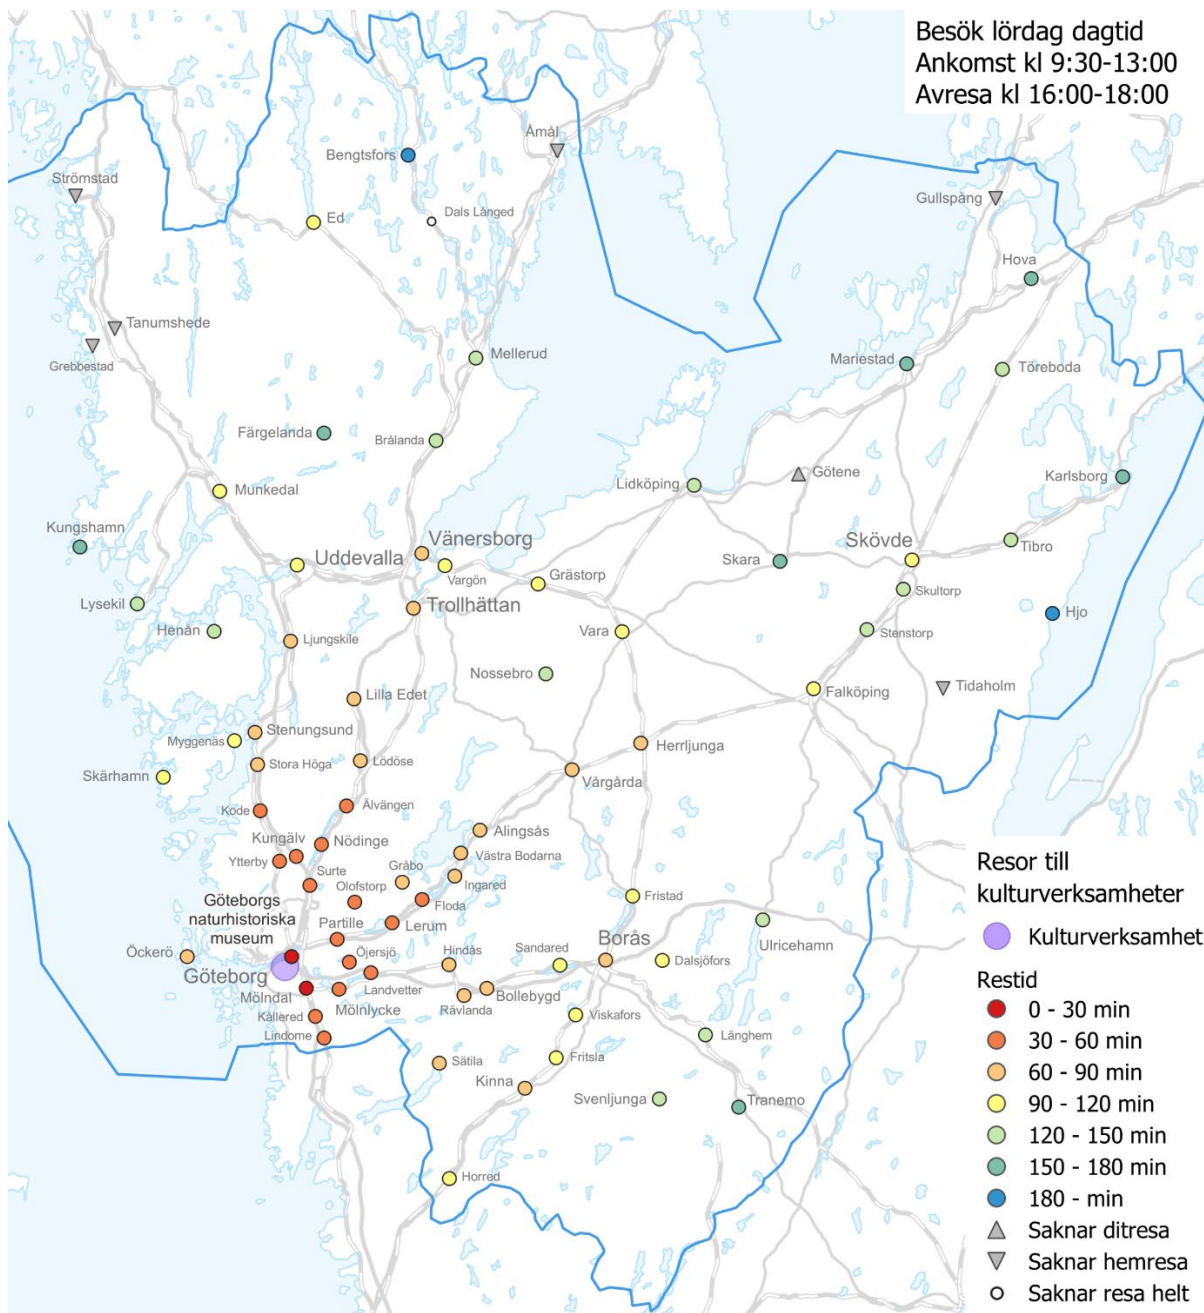 Besök lördag dagtid
Ankomst kl 9:30-13:00
Avresa kl 16:00-18:00
Åmål
Bengtsfors
Strömstad
Gullspång
Ed
Dals Långed
Hova
Tanumshede
Grebbestad
Mellerud
Mariestad
Töreboda
Färgelanda
Brålanda
Götene
Karlsborg
Lidköping
Munkedal
Kungshamn
Vänersborg
Skövde
Uddevalla
Tibro
Skara
Vargön
Grästorp
Skultorp
Lysekil
Trollhättan
Hjo
Henån
Ljungskile
Vara
Stenstorp
Nossebro
Lilla Edet
Falköping
Tidaholm
Stenungsund
Myggenäs
Herrljunga
Stora Höga
Lödöse
Skärhamn
Vårgårda
Kode
Älvängen
Alingsås
Kungälv
Nödinge
Västra Bodarna
Ytterby
Surte
Gråbo
Ingared
Olofstorp
Fristad
Göteborgs
naturhistoriska
museum
Floda
Partille
Lerum
Ulricehamn
Öckerö
Öjersjö
Hindås
Sandared
Borås
Dalsjöfors
Göteborg
Landvetter
Mölndal
Mölnlycke
Rävlanda
Bollebygd
Kållered
Viskafors
Lindome
Länghem
Sätila
Fritsla
Kinna
Svenljunga
Tranemo
Horred
Resor till
kulturverksamheter
Kulturverksamhet
Restid
0 - 30 min
30 - 60 min
60 - 90 min
90 - 120 min
120 - 150 min
150 - 180 min
180 - min
Saknar ditresa
Saknar hemresa
Saknar resa helt